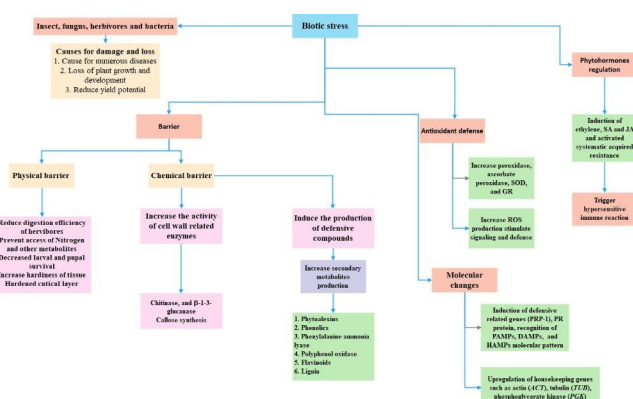 Insect, fungus, herbivores and bacteria
Biotic stress
Causes for damage and loss
1. Cause for numerous diseases
2. Loss of plant growth and
development
3. Reduce yield potential
Phytohormones
regulation
Barrier
Antioxidant defense
Induction of
ethylene, SA and JA
and activated
systematic acquired
resistance
Physical barrier
Chemical barrier
Increase peroxidase,
ascorbate
peroxidase, SOD,
and GR
Trigger
hypersensitive
immune reaction
Reduce digestion efficiency
of hervibores
Prevent access of Nitrogen
and other metabolites
Decreased larval and pupal
survival
Increase hardiness of tissue
Hardened cutical layer
Increase the activity
of cell wall related
enzymes
Induce the production
of defensive
compounds
Increase ROS
production stimulate
signaling and defense
Increase secondary
metabolites
production
Molecular
changes
Chitinase, and β-1-3-
glucanase
Callose synthesis
1. Phytoalexins
2. Phenolics
3. Phenylalanine ammonia
lyase
4. Polyphenol oxidase
5. Flavinoids
6. Lignin
Induction of defensive
related genes (PRP-1), PR
protein, recognition of
PAMPs, DAMPs, and
HAMPs molecular pattern
Upregulation of housekeeping genes
such as actin (ACT), tubulin (TUB),
phosphoglycerate kinase (PGK)